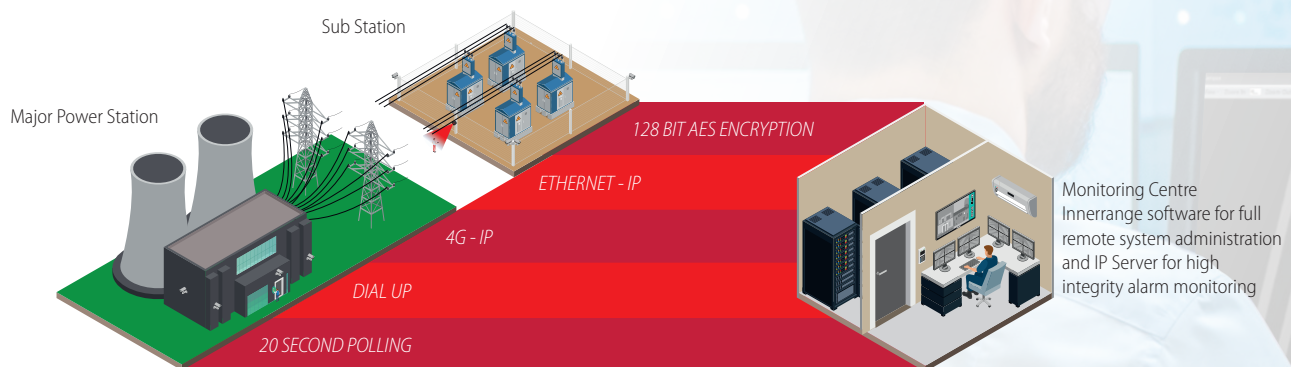 Sub Station
Major Power Station
128 BIT AES ENCRYPTION
ETHERNET - IP
4G - IP
DIAL UP
20 SECOND POLLING
Monitoring Centre
Innerrange software for full
remote system administration
and IP Server for high
integrity alarm monitoring